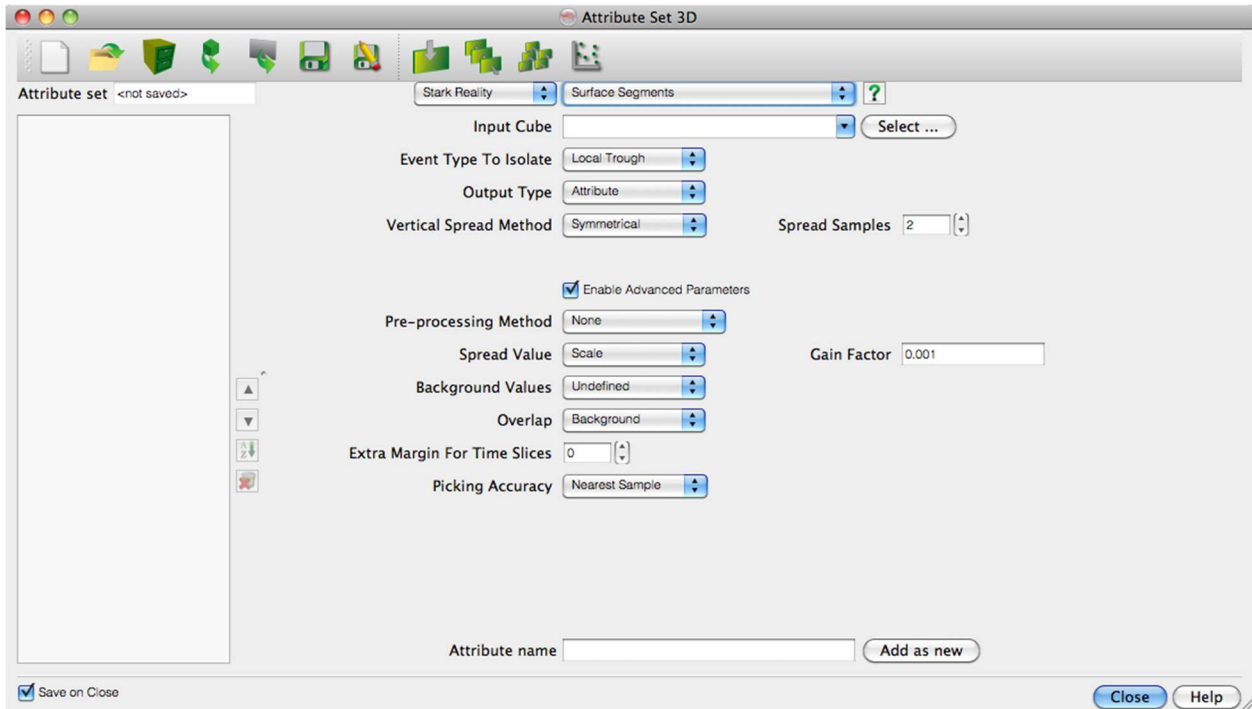 Attribute Set 3D
Attribute set <not saved> Stark Reality Surface Segments ?
Input Cube Select ...
Event Type To Isolate Local Trough
Output Type Attribute
Vertical Spread Method Symmetrical Spread Samples 2
Enable Advanced Parameters
Pre-processing Method None
Spread Value Scale Gain Factor 0.001
Background Values Undefined
Overlap Background
Extra Margin For Time Slices 0
Picking Accuracy Nearest Sample
A
Z
Attribute name Add as new
Save on Close Close Help